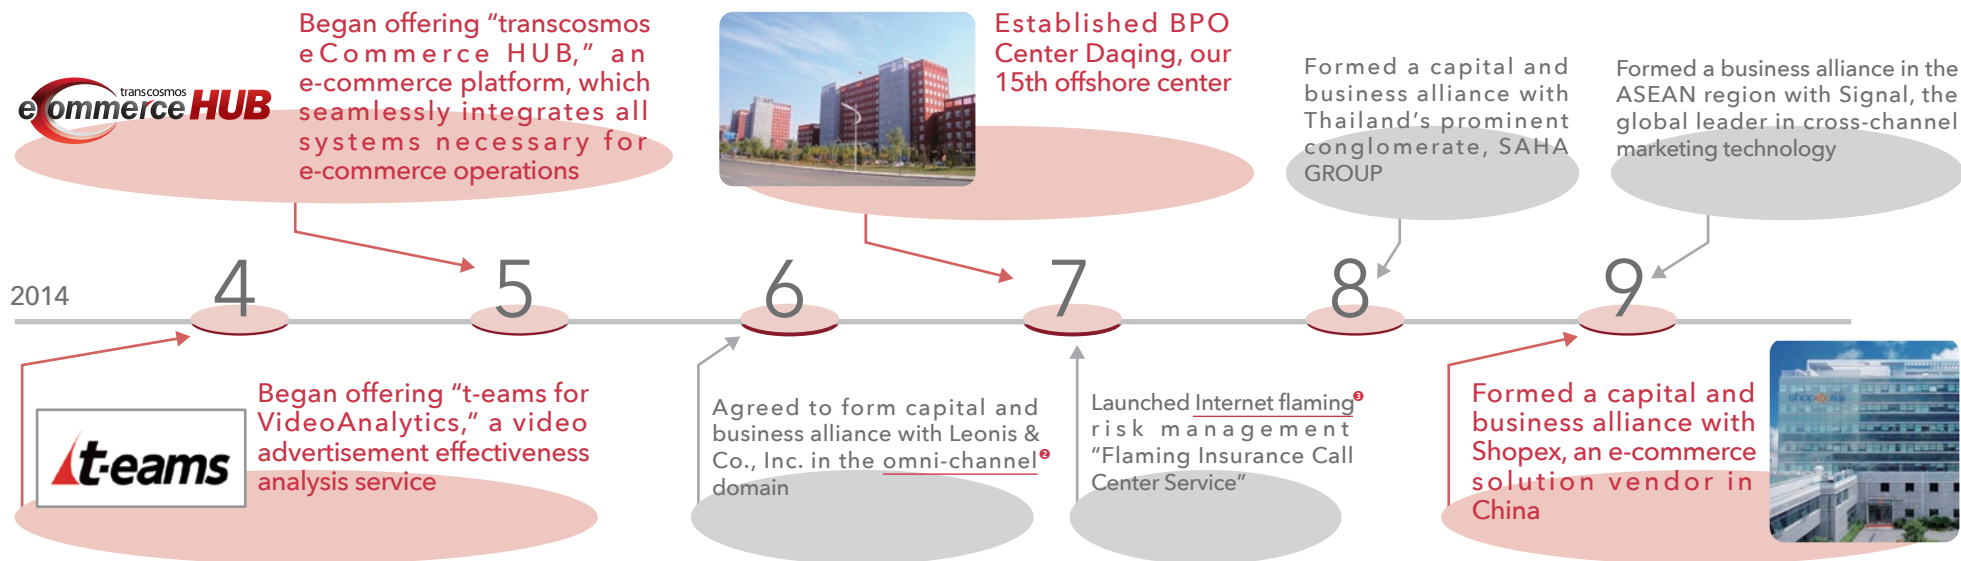 transcosmos
eCommerce HUB
Began offering “transcosmos
eCommerce HUB,” an
e-commerce platform, which
seamlessly integrates all
systems necessary for
e-commerce operations
Established BPO
Center Daqing, our
15th offshore center
Formed a capital and
business alliance with
Thailand’s prominent
conglomerate, SAHA
GROUP
Formed a business alliance in the
ASEAN region with Signal, the
global leader in cross-channel
marketing technology
2014
4
5
6
7
8
9
t-eams
Began offering “t-eams for
VideoAnalytics,” a video
advertisement effectiveness
analysis service
Agreed to form capital and
business alliance with Leonis &
Co., Inc. in the omni-channel❷
domain
Launched Internet flaming❸
risk management
“Flaming Insurance Call
Center Service”
Formed a capital and
business alliance with
Shopex, an e-commerce
solution vendor in
China
shopex